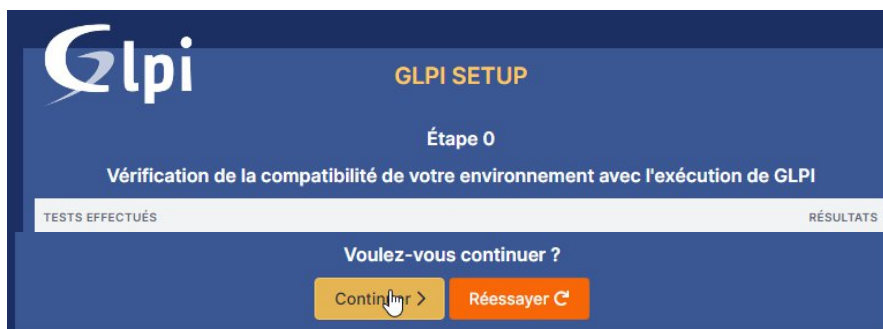 Glpi
GLPI SETUP
Étape 0
Vérification de la compatibilité de votre environnement avec l'exécution de GLPI
TESTS EFFECTUÉS RÉSULTATS
Voulez-vous continuer ?
Continuer > Réessayer